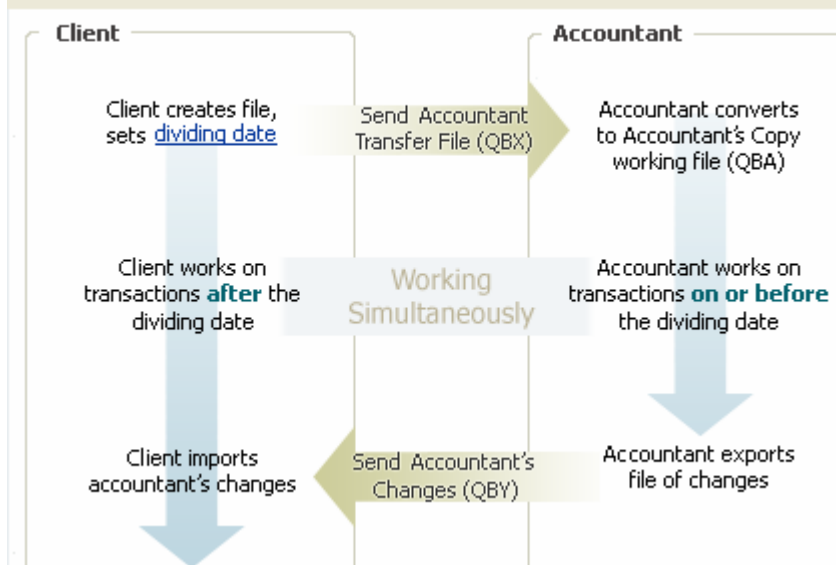 Client
Accountant
Client creates file,
sets dividing date
Send Accountant
Transfer File (QBX)
Accountant converts
to Accountant's Copy
working file (QBA)
Client works on
transactions after the
dividing date
Working
Simultaneously
Accountant works on
transactions on or before
the dividing date
Client imports
accountant's changes
Send Accountant's
Changes (QBY)
Accountant exports
file of changes